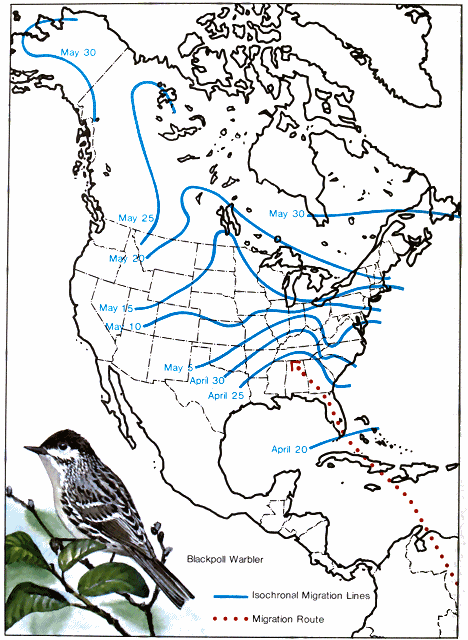 May 30
May 25
May 30
May 20
May 15
May 10
May 5
April 30
April 25
April 20
Blackpoll Warbler
Isochronal Migration Lines
Migration Route